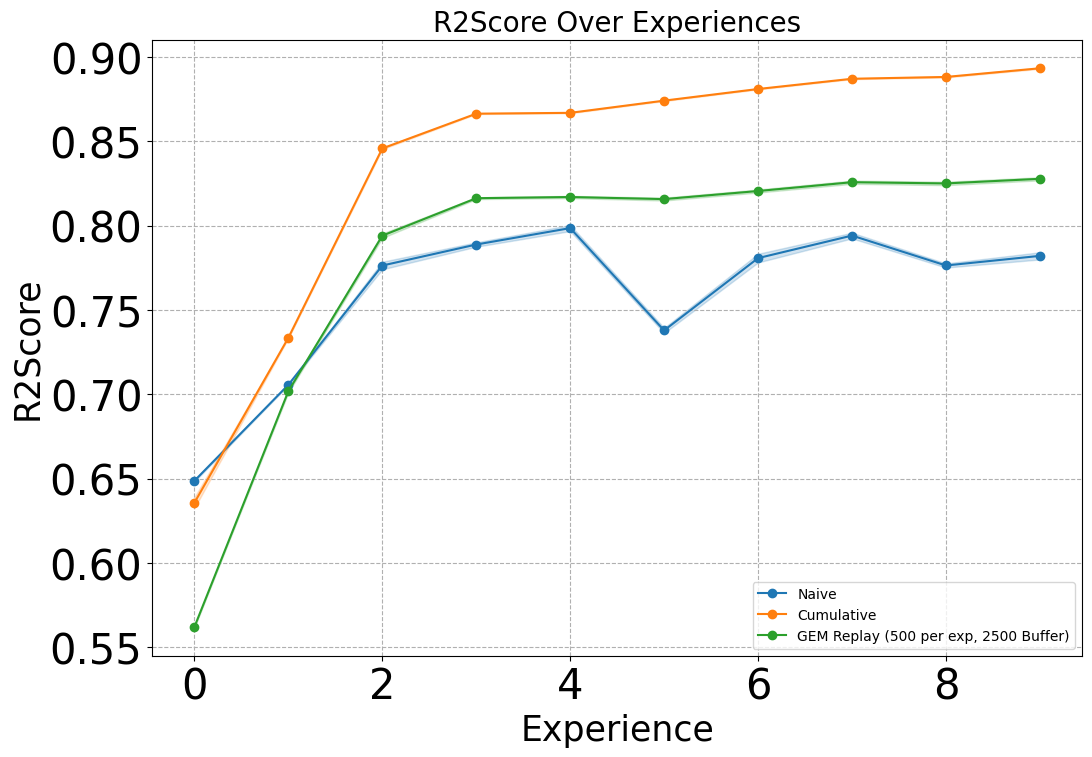 R2Score Over Experiences
R2Score
0.90
0.85
0.80
0.75
0.70
0.65
0.60
0.55
0 2 4 6 8
Experience
Naive
Cumulative
GEM Replay (500 per exp, 2500 Buffer)